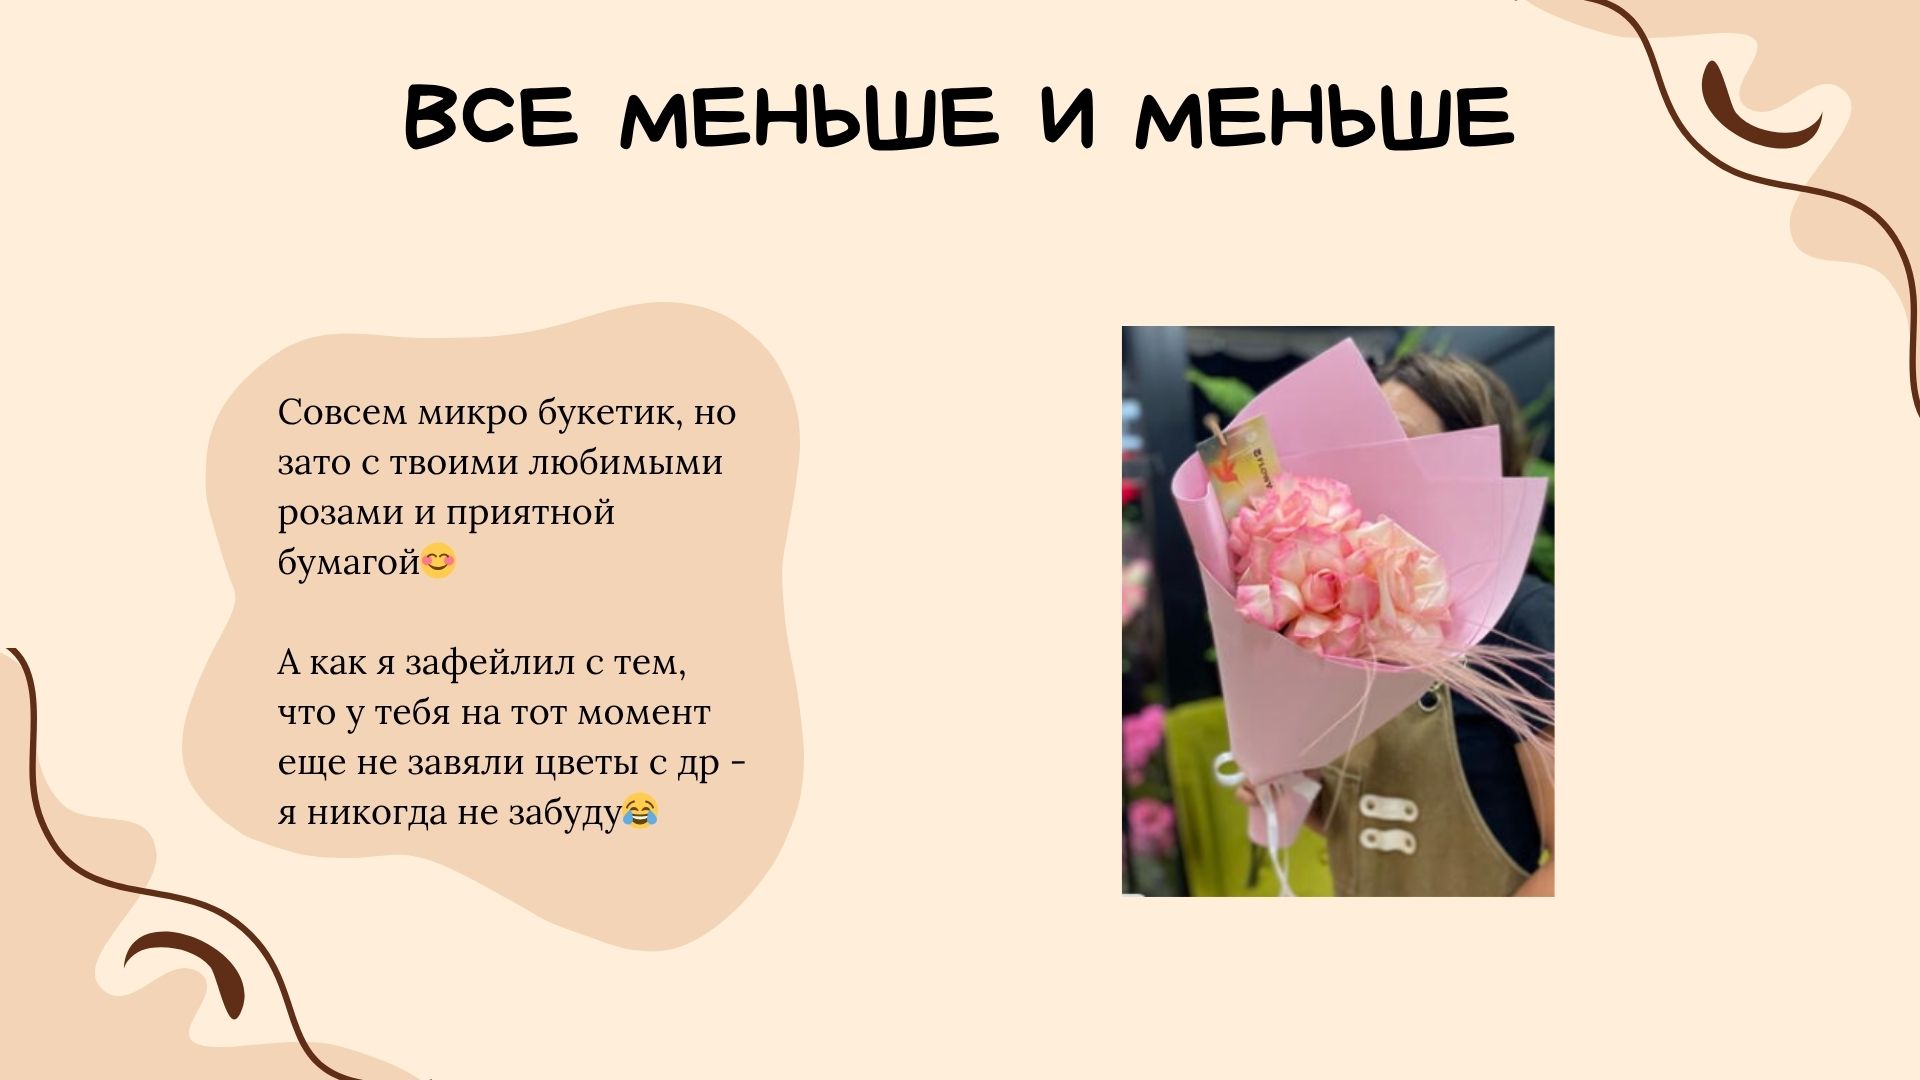 ВСЕ МЕНЬШЕ И МЕНЬШЕ
Совсем микро букетик, но
зато с твоими любимыми
розами и приятной
бумагой😊
А как я зафейлил с тем,
что у тебя на тот момент
еще не завяли цветы с др -
я никогда не забуду😂